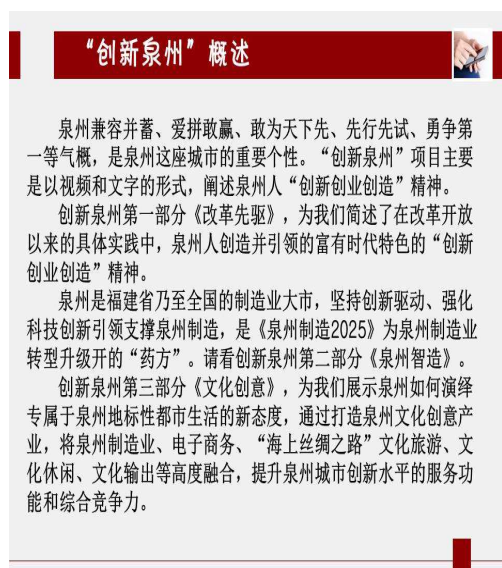 “创新泉州”概述
泉州兼容并蓄、爱拼敢赢、敢为天下先、先行先试、勇争第
一等气概，是泉州这座城市的重要个性。“创新泉州”项目主要
是以视频和文字的形式，阐述泉州人“创新创业创造”精神。
创新泉州第一部分《改革先驱》，为我们简述了在改革开放
以来的具体实践中，泉州人创造并引领的富有时代特色的“创新
创业创造”精神。
泉州是福建省乃至全国的制造业大市，坚持创新驱动、强化
科技创新引领支撑泉州制造，是《泉州制造2025》为泉州制造业
转型升级开的“药方”。请看创新泉州第二部分《泉州智造》。
创新泉州第三部分《文化创意》，为我们展示泉州如何演绎
专属于泉州地标性都市生活的新态度，通过打造泉州文化创意产
业，将泉州制造业、电子商务、“海上丝绸之路”文化旅游、文
化休闲、文化输出等高度融合，提升泉州城市创新水平的服务功
能和综合竞争力。